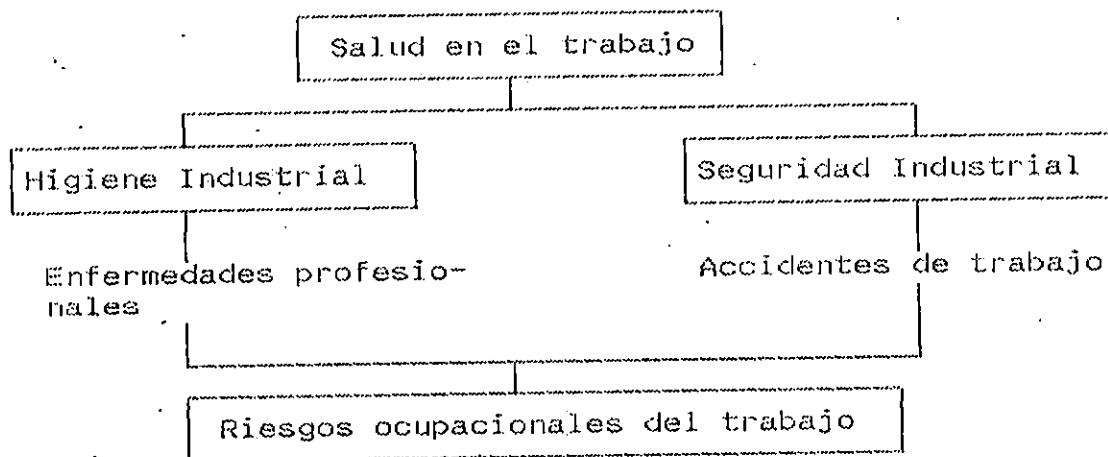 Salud en el trabajo
Higiene Industrial
Seguridad Industrial
Enfermedades profesio-
nales
Accidentes de trabajo
Riesgos ocupacionales del trabajo